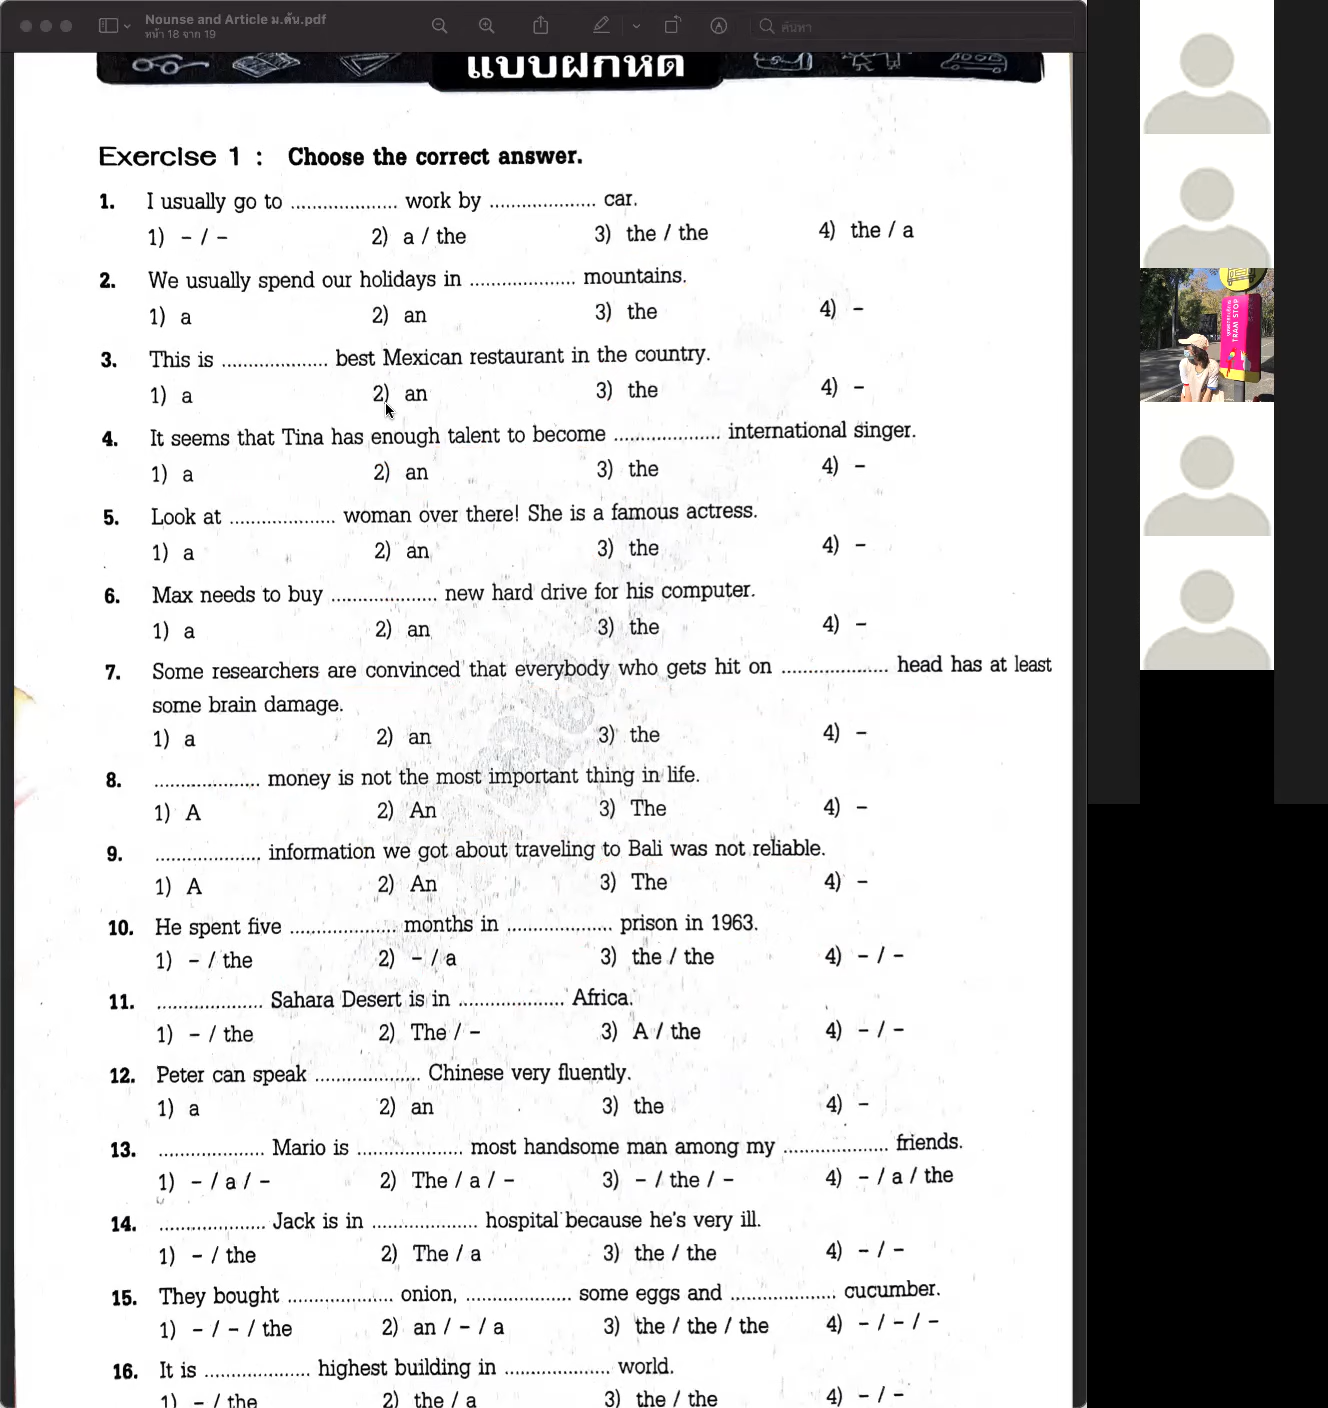 Nounse and Article ม.ต้น.pdf
หน้า 18 จาก 19
ค้นหา
แบบฝึกหัด
Exercise 1 : Choose the correct answer.
1. I usually go to .................... work by .................... car.
1) – / – 2) a / the 3) the / the 4) the / a
2. We usually spend our holidays in .................... mountains.
1) a 2) an 3) the 4) –
3. This is .................... best Mexican restaurant in the country.
1) a 2) an 3) the 4) –
4. It seems that Tina has enough talent to become .................... international singer.
1) a 2) an 3) the 4) –
5. Look at .................... woman over there! She is a famous actress.
1) a 2) an 3) the 4) –
6. Max needs to buy .................... new hard drive for his computer.
1) a 2) an 3) the 4) –
7. Some researchers are convinced that everybody who gets hit on .................... head has at least
some brain damage.
1) a 2) an 3) the 4) –
8. .................... money is not the most important thing in life.
1) A 2) An 3) The 4) –
9. .................... information we got about traveling to Bali was not reliable.
1) A 2) An 3) The 4) –
10. He spent five .................... months in .................... prison in 1963.
1) – / the 2) – / a 3) the / the 4) – / –
11. .................... Sahara Desert is in .................... Africa.
1) – / the 2) The / – 3) A / the 4) – / –
12. Peter can speak .................... Chinese very fluently.
1) a 2) an 3) the 4) –
13. .................... Mario is .................... most handsome man among my .................... friends.
1) – / a / – 2) The / a / – 3) – / the / – 4) – / a / the
14. .................... Jack is in .................... hospital because he's very ill.
1) – / the 2) The / a 3) the / the 4) – / –
15. They bought .................... onion, .................... some eggs and .................... cucumber.
1) – / – / the 2) an / – / a 3) the / the / the 4) – / – / –
16. It is .................... highest building in .................... world.
1) – / the 2) the / a 3) the / the 4) – / –
TRAM STOP